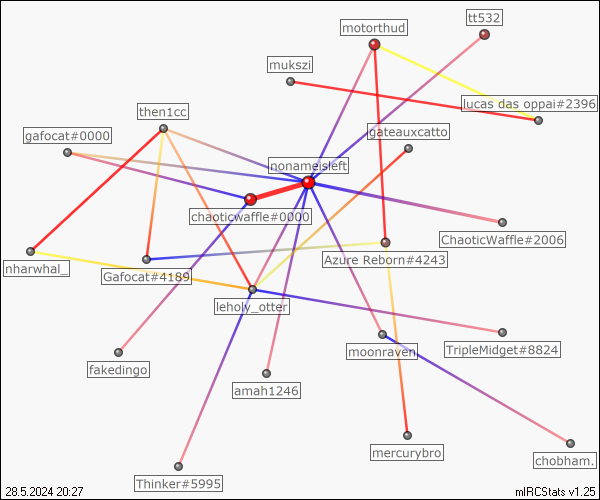 tt532
motorthud
mukszi
lucas das oppai#2396
then1cc
gafocat#0000
gateauxcatto
nonameisleft
chaoticwaffle#0000
ChaoticWaffle#2006
nharwhal_
Gafocat#4189
Azure Reborn#4243
leholy_otter
fakedingo
moonraven
TripleMidget#8824
amah1246
mercurybro
chobham.
Thinker#5995
28.5.2024 20:27
mIRCStats v1.25